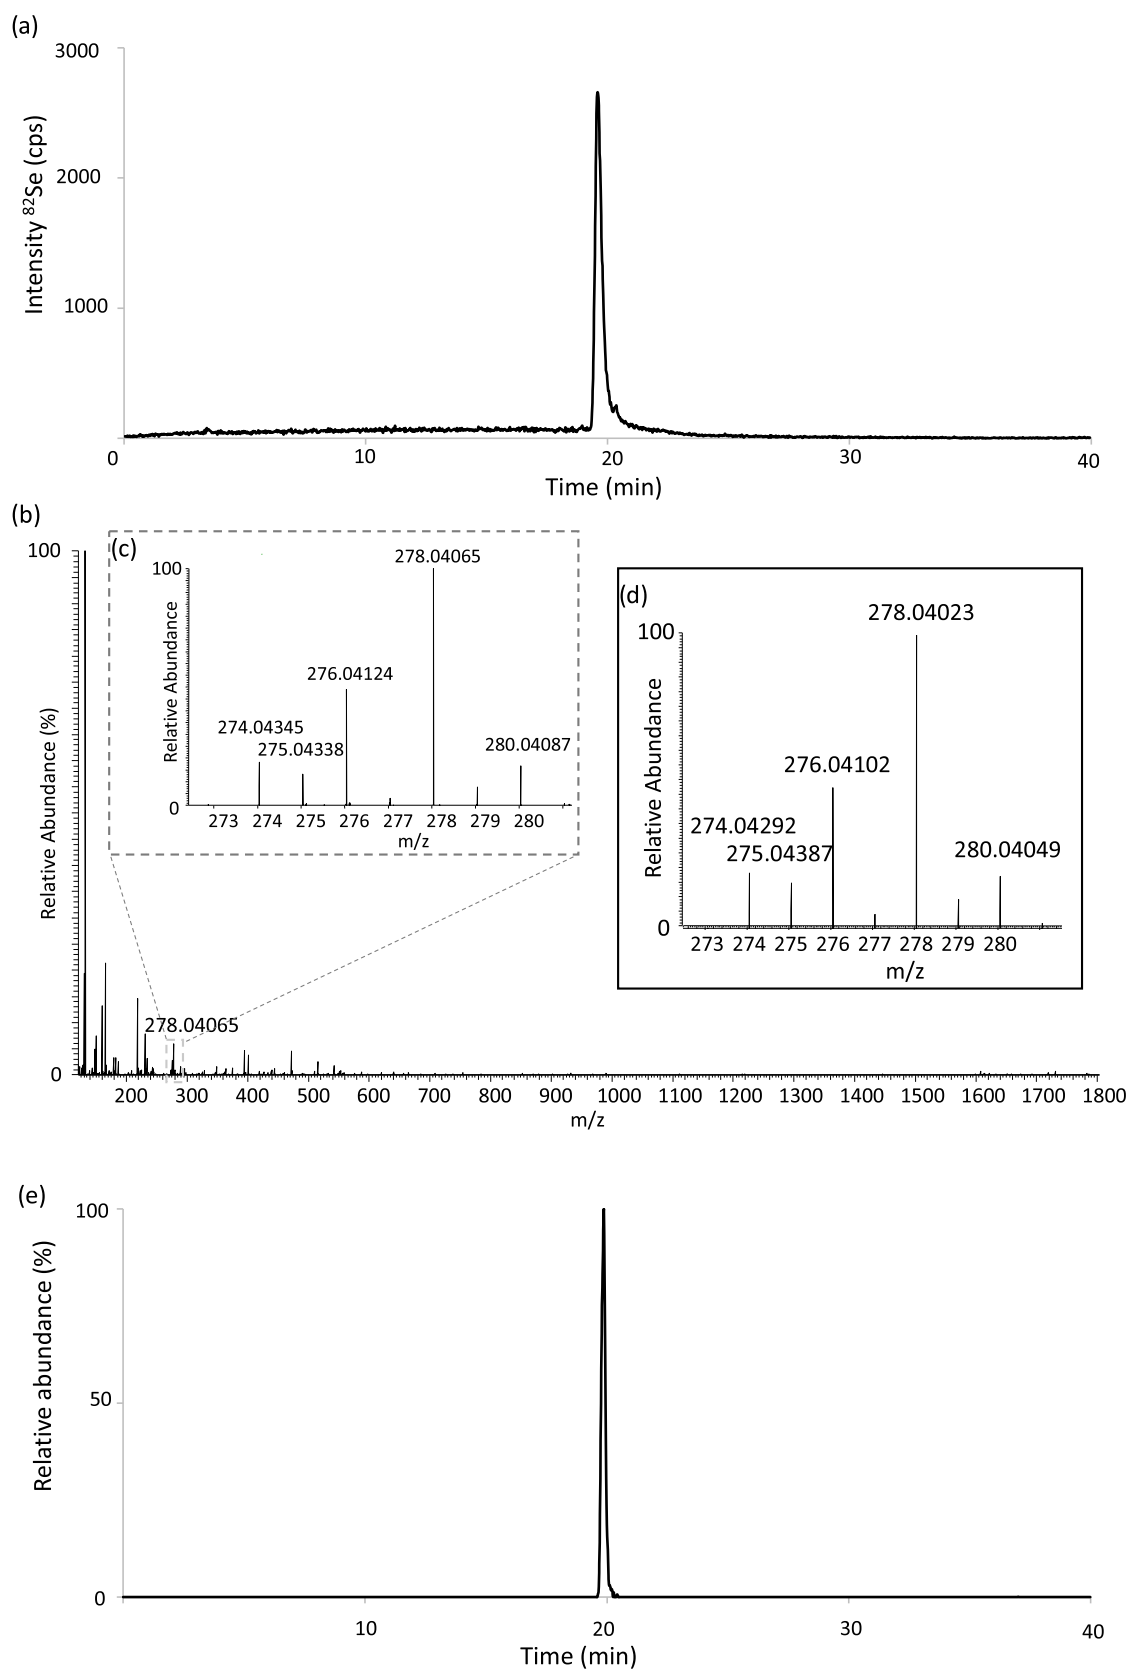 (a)
3000
2000
1000
Intensity ⁸²Se (cps)
0 10 20 30 40
Time (min)
(b)
100
0
Relative Abundance (%)
(c)
100
0
Relative Abundance
278.04065
276.04124
274.04345
275.04338
280.04087
273 274 275 276 277 278 279 280
m/z
(d)
100
0
Relative Abundance
278.04023
276.04102
274.04292
275.04387
280.04049
273 274 275 276 277 278 279 280
m/z
278.04065
200 300 400 500 600 700 800 900 1000 1100 1200 1300 1400 1500 1600 1700 1800
m/z
(e)
100
50
0
Relative abundance (%)
10 20 30 40
Time (min)